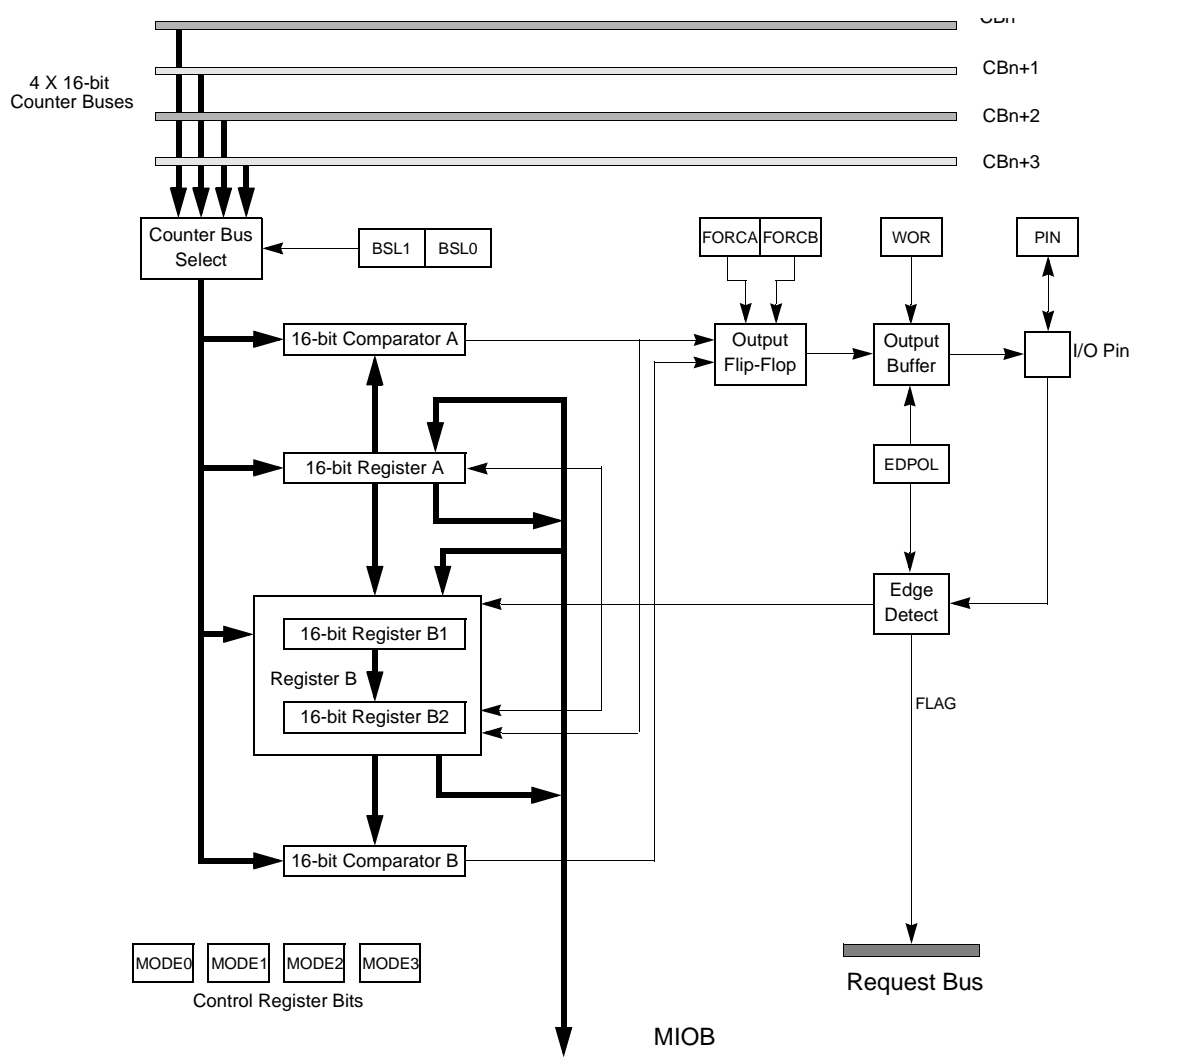 CBn
4 X 16-bit
Counter Buses
CBn+1
CBn+2
CBn+3
Counter Bus
Select
BSL1 BSL0
FORCA FORCB
WOR
PIN
16-bit Comparator A
Output
Flip-Flop
Output
Buffer
I/O Pin
16-bit Register A
EDPOL
Edge
Detect
16-bit Register B1
Register B
16-bit Register B2
FLAG
16-bit Comparator B
MODE0 MODE1 MODE2 MODE3
Control Register Bits
Request Bus
MIOB